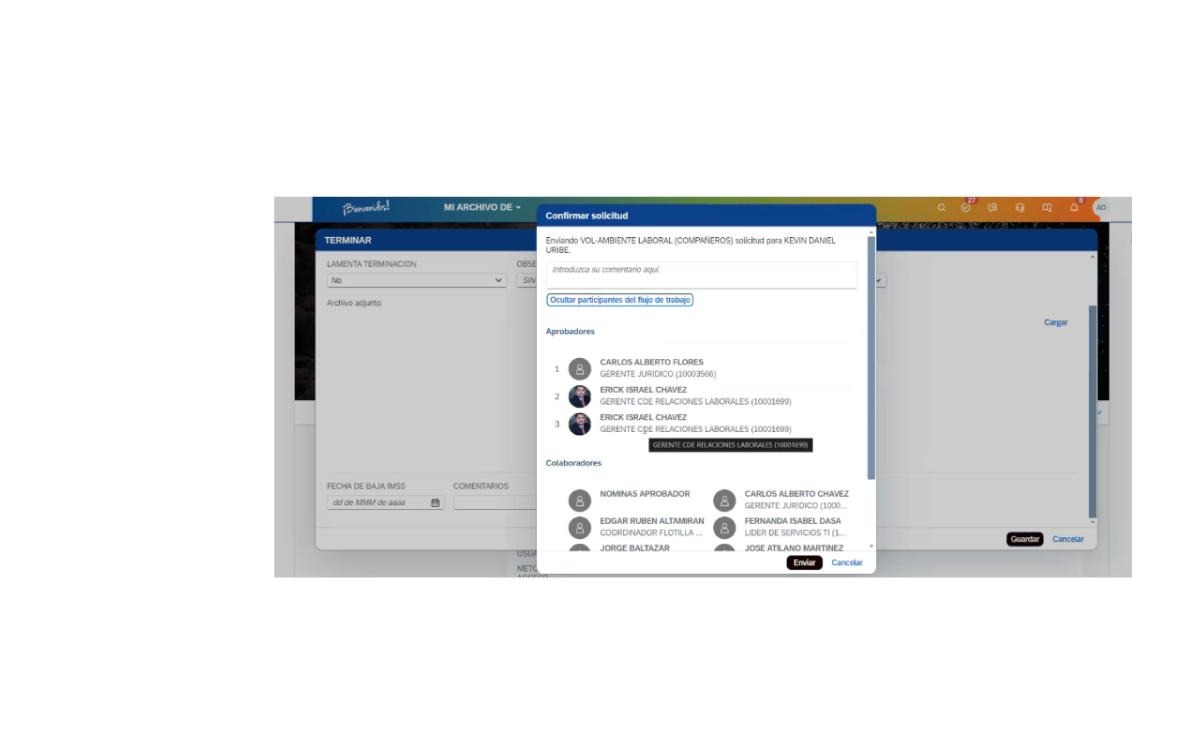 ¡Bienvenidos!
MI ARCHIVO DE
27
8
AO
Confirmar solicitud
TERMINAR
Enviando VOL-AMBIENTE LABORAL (COMPAÑEROS) solicitud para KEVIN DANIEL
URIBE.
LAMENTA TERMINACION
OBSE
No
SIN
Introduzca su comentario aquí.
Archivo adjunto
Ocultar participantes del flujo de trabajo
Cargar
Aprobadores
1
CARLOS ALBERTO FLORES
GERENTE JURIDICO (10003566)
2
ERICK ISRAEL CHAVEZ
GERENTE CDE RELACIONES LABORALES (10001699)
3
ERICK ISRAEL CHAVEZ
GERENTE CDE RELACIONES LABORALES (10001699)
GERENTE CDE RELACIONES LABORALES (10001699)
Colaboradores
FECHA DE BAJA IMSS
COMENTARIOS
dd de MMM de aaaa
NOMINAS APROBADOR
CARLOS ALBERTO CHAVEZ
GERENTE JURIDICO (1000...
EDGAR RUBEN ALTAMIRAN
COORDINADOR FLOTILLA ...
FERNANDA ISABEL DASA
LIDER DE SERVICIOS TI (1...
JORGE BALTAZAR
JOSE ATILANO MARTINEZ
Guardar
Cancelar
USUA
Enviar
Cancelar
METO
ACCESO